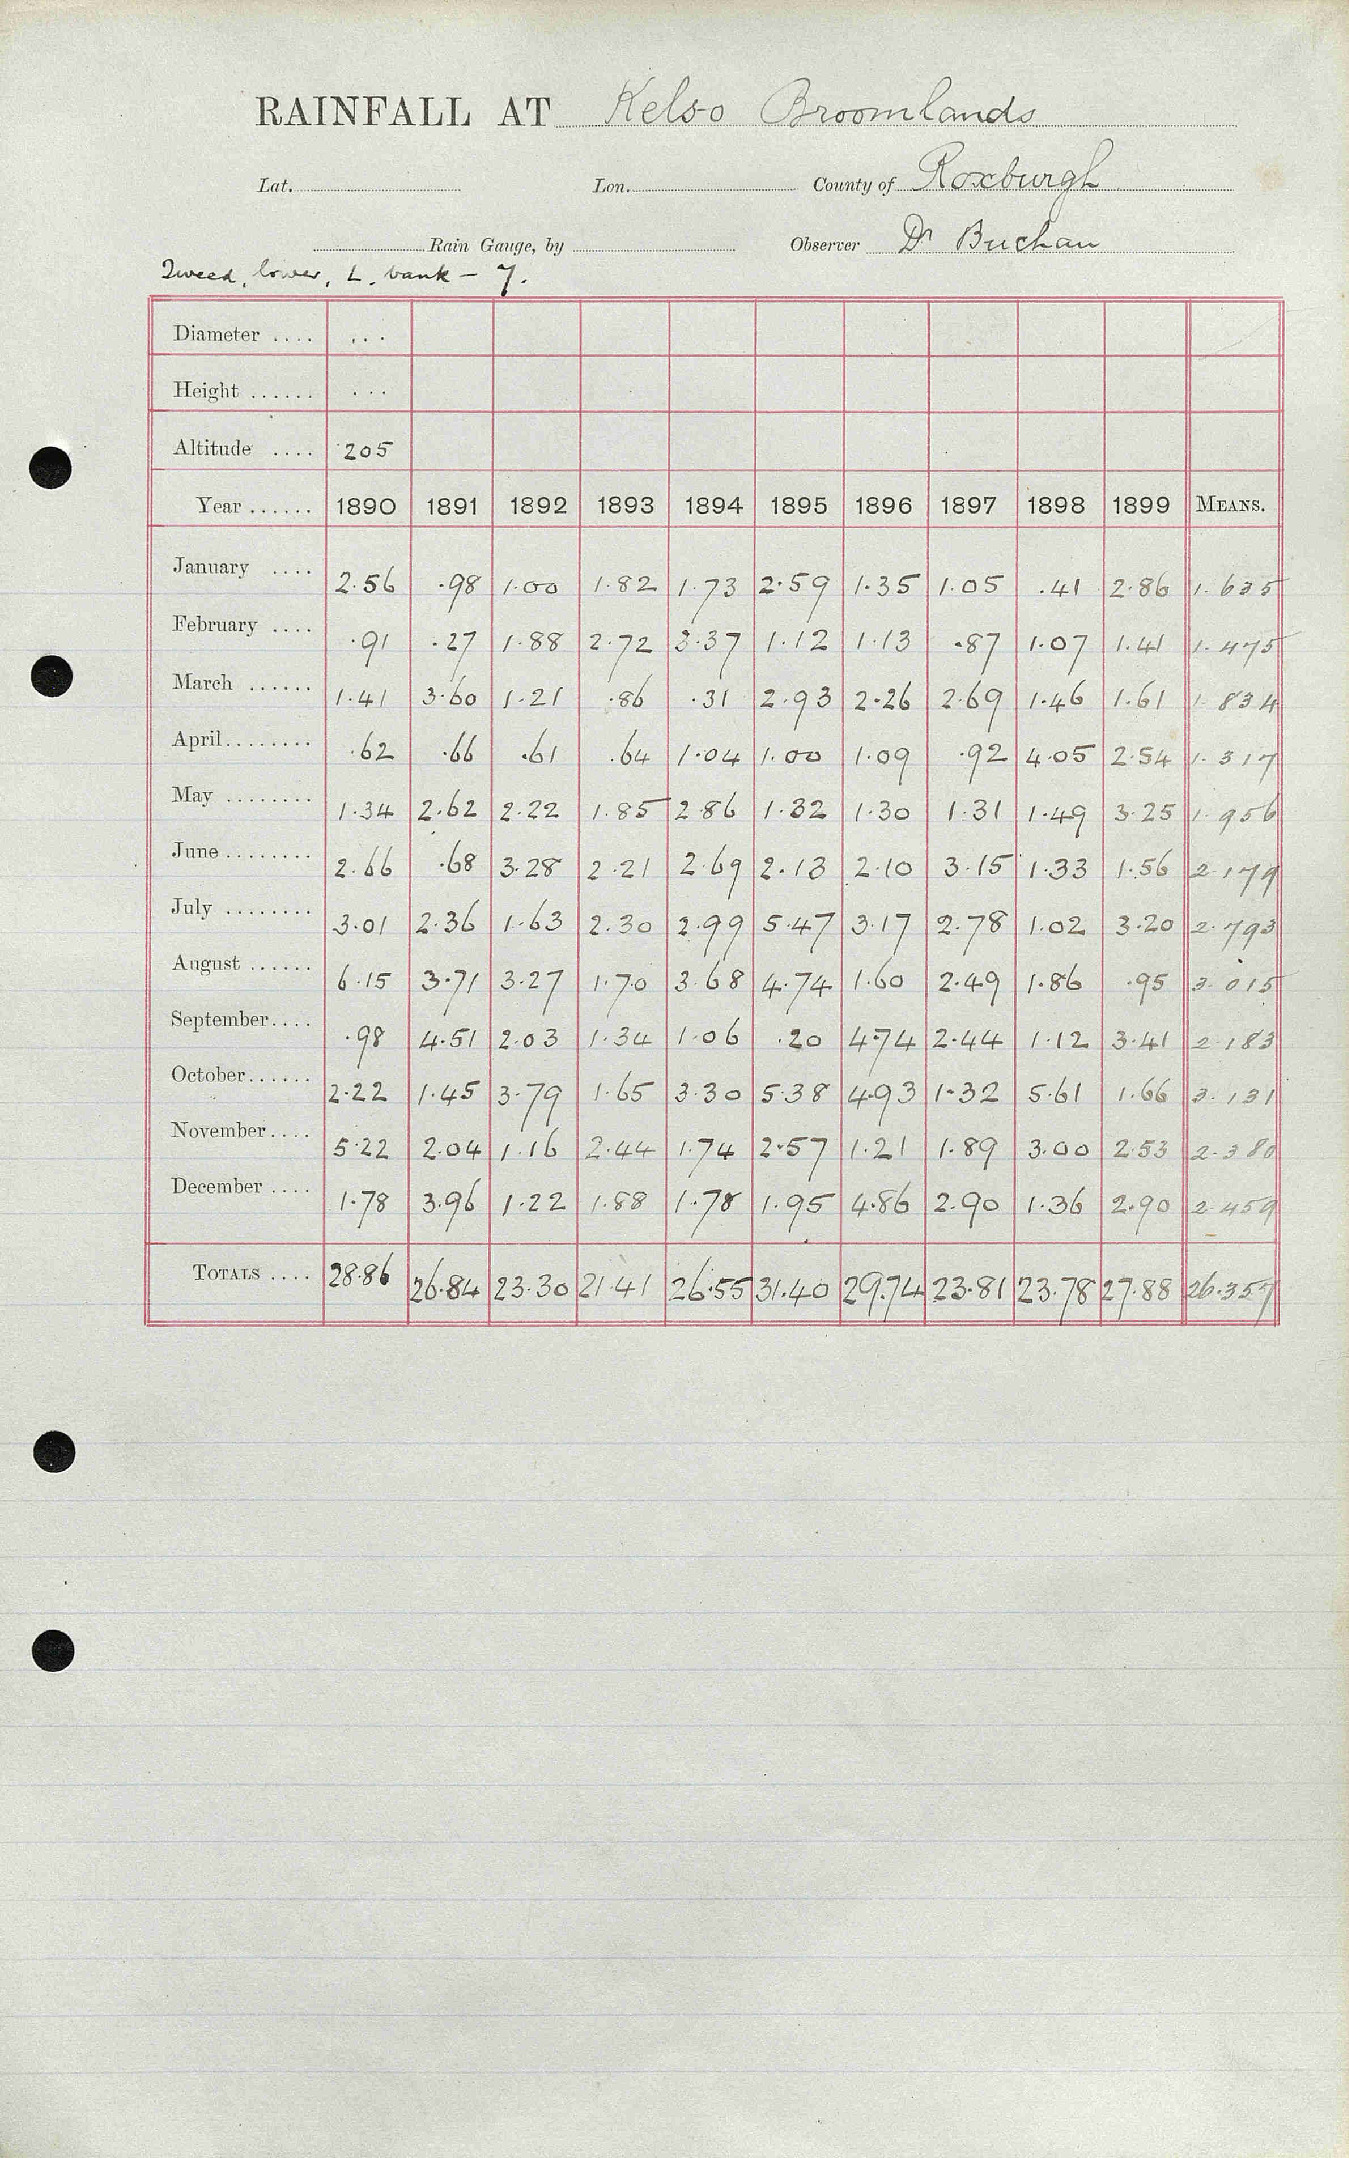 RAINFALL AT Kelso Broomlands
Lat. Lon. County of Roxburgh
Rain Gauge, by Observer Dr Buchan
Tweed, lower, L. bank - 7.
Diameter .... ...
Height ...... ...
Altitude .... 205
Year ...... 1890 1891 1892 1893 1894 1895 1896 1897 1898 1899 MEANS.
January .... 2.56 .98 1.00 1.82 1.73 2.59 1.35 1.05 .41 2.86 1.635
February .... .91 .27 1.88 2.72 3.37 1.12 1.13 .87 1.07 1.41 1.475
March ...... 1.41 3.60 1.21 .86 .31 2.93 2.26 2.69 1.46 1.61 1.834
April........ .62 .66 .61 .64 1.04 1.00 1.09 .92 4.05 2.54 1.317
May ........ 1.34 2.62 2.22 1.85 2.86 1.32 1.30 1.31 1.49 3.25 1.956
June ........ 2.66 .68 3.28 2.21 2.69 2.13 2.10 3.15 1.33 1.56 2.179
July ........ 3.01 2.36 1.63 2.30 2.99 5.47 3.17 2.78 1.02 3.20 2.793
August ...... 6.15 3.71 3.27 1.70 3.68 4.74 1.60 2.49 1.86 .95 3.015
September.... .98 4.51 2.03 1.34 1.06 .20 4.74 2.44 1.12 3.41 2.183
October...... 2.22 1.45 3.79 1.65 3.30 5.38 4.93 1.32 5.61 1.66 3.131
November.... 5.22 2.04 1.16 2.44 1.74 2.57 1.21 1.89 3.00 2.53 2.380
December .... 1.78 3.96 1.22 1.88 1.78 1.95 4.86 2.90 1.36 2.90 2.459
TOTALS .... 28.86 26.84 23.30 21.41 26.55 31.40 29.74 23.81 23.78 27.88 26.357